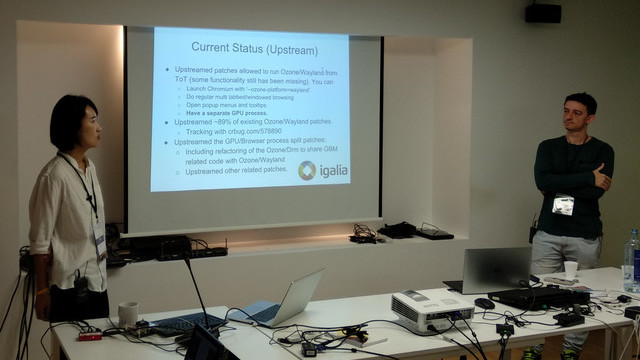 Current Status (Upstream)
● Upstreamed patches allowed to run Ozone/Wayland from
ToT (some functionality still has been missing). You can
○ Launch Chromium with '--ozone-platform=wayland'
○ Do regular multi tabbed/windowed browsing
○ Open popup menus and tooltips
○ Have a separate GPU process.
● Upstreamed ~89% of existing Ozone/Wayland patches.
○ Tracking with crbug.com/578890
● Upstreamed the GPU/Browser process split patches:
○ Including refactoring of the Ozone/Drm to share GBM
related code with Ozone/Wayland
○ Upstreamed other related patches.
igalia